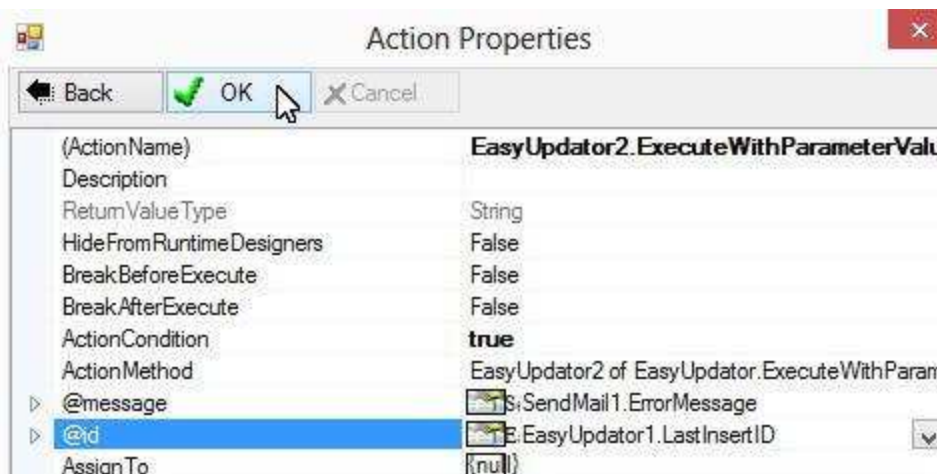 Action Properties
Back OK Cancel
(ActionName) EasyUpdator2.ExecuteWithParameterValu
Description
ReturnValueType String
HideFromRuntimeDesigners False
BreakBeforeExecute False
BreakAfterExecute False
ActionCondition true
ActionMethod EasyUpdator2 of EasyUpdator.ExecuteWithParam
@message S:SendMail1.ErrorMessage
@id E.EasyUpdator1.LastInsertID
AssignTo {null}